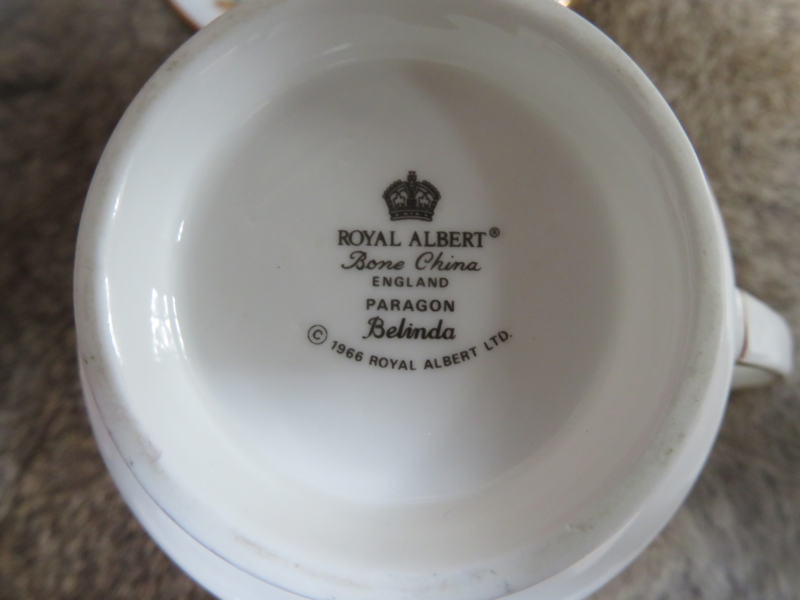 ROYAL ALBERT®
Bone China
ENGLAND
PARAGON
Belinda
© 1966 ROYAL ALBERT LTD.